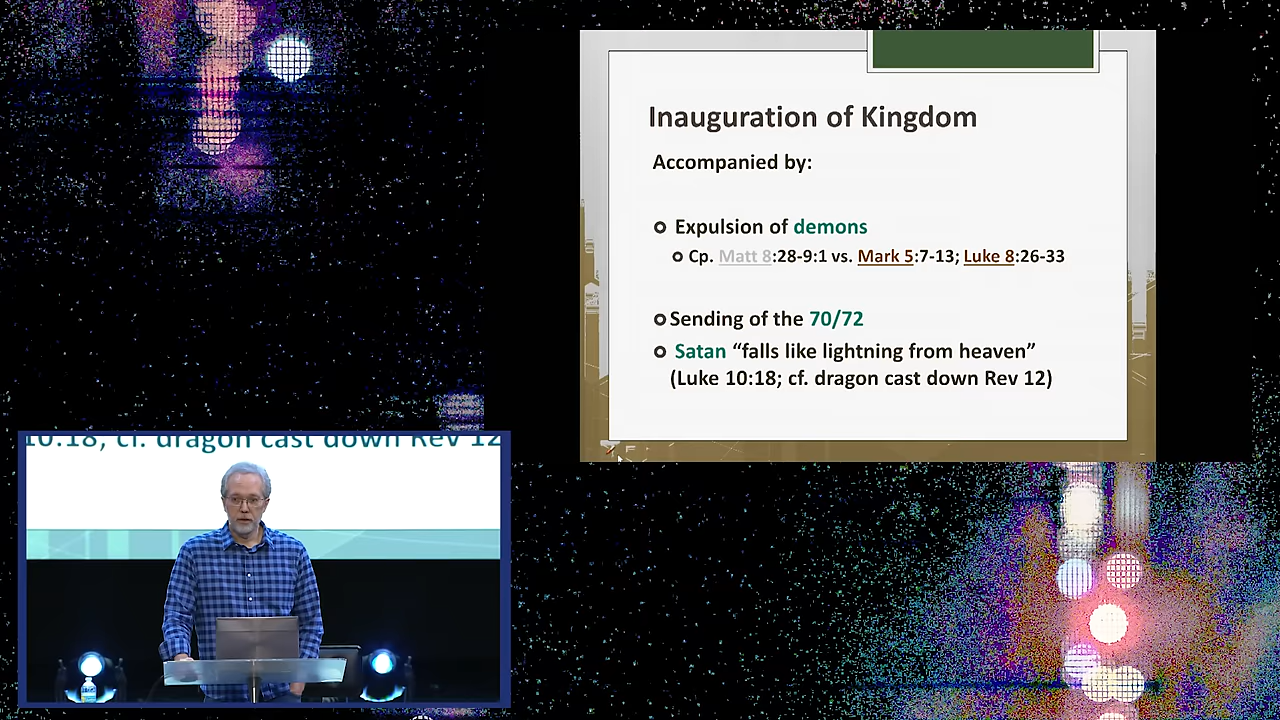 Inauguration of Kingdom
Accompanied by:
Expulsion of demons
Cp. Matt 8:28-9:1 vs. Mark 5:7-13; Luke 8:26-33
Sending of the 70/72
Satan “falls like lightning from heaven”
(Luke 10:18; cf. dragon cast down Rev 12)
10:18; cf. dragon cast down Rev 12